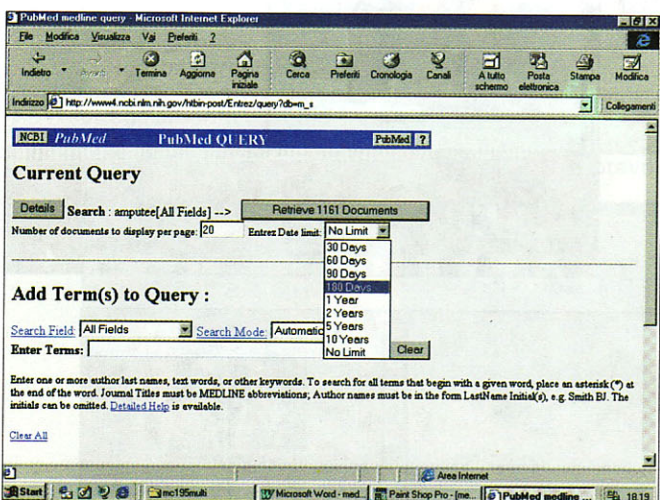 PubMed medline query - Microsoft Internet Explorer
File Modifica Visualizza Vai Preferiti ?
Indietro Avanti Termina Aggiorna Pagina iniziale Cerca Preferiti Cronologia Canali A tutto schermo Posta elettronica Stampa Modifica
Indirizzo http://www4.ncbi.nlm.nih.gov/htbin-post/Entrez/query?db=m_s Collegamenti
NCBI PubMed PubMed QUERY PubMed ?
Current Query
Details Search : amputee[All Fields] --> Retrieve 1161 Documents
Number of documents to display per page: 20 Entrez Date limit: No Limit
30 Days
60 Days
90 Days
180 Days
1 Year
2 Years
5 Years
10 Years
No Limit
Add Term(s) to Query :
Search Field: All Fields Search Mode: Automatic
Enter Terms: Clear
Enter one or more author last names, text words, or other keywords. To search for all terms that begin with a given word, place an asterisk (*) at
the end of the word. Journal Titles must be MEDLINE abbreviations; Author names must be in the form LastName Initial(s), e.g. Smith BJ. The
initials can be omitted. Detailed Help is available.
Clear All
Area Internet
Start mc195multi Microsoft Word - med... Paint Shop Pro - [me... PubMed medline ... 18.19